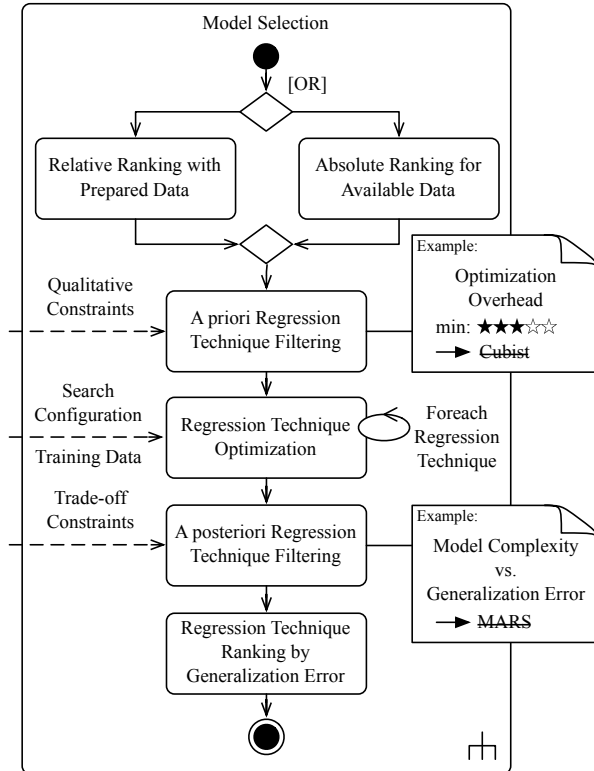 Model Selection
[OR]
Relative Ranking with
Prepared Data
Absolute Ranking for
Available Data
Example:
Optimization
Overhead
min: ★★★☆☆
Cubist
Qualitative
Constraints
A priori Regression
Technique Filtering
Search
Configuration
Training Data
Regression Technique
Optimization
Foreach
Regression
Technique
Trade-off
Constraints
A posteriori Regression
Technique Filtering
Example:
Model Complexity
vs.
Generalization Error
MARS
Regression Technique
Ranking by
Generalization Error